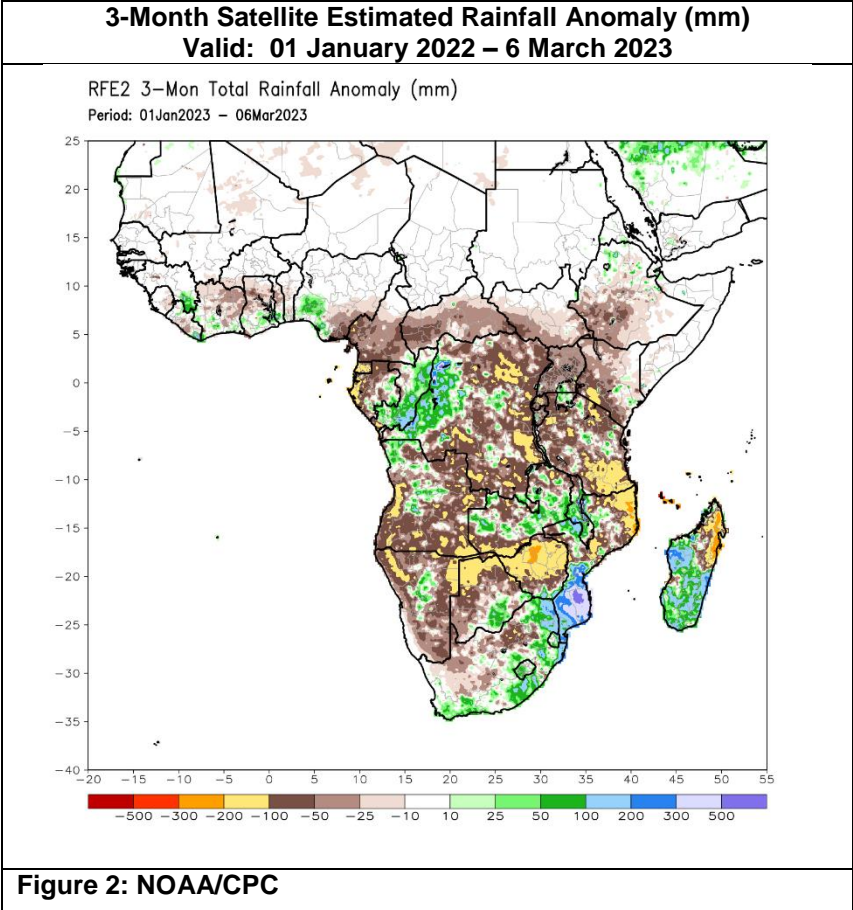 3-Month Satellite Estimated Rainfall Anomaly (mm)
Valid: 01 January 2022 – 6 March 2023
RFE2 3-Mon Total Rainfall Anomaly (mm)
Period: 01Jan2023 - 06Mar2023
25
20
15
10
5
0
-5
-10
-15
-20
-25
-30
-35
-40
-20 -15 -10 -5 0 5 10 15 20 25 30 35 40 45 50 55
-500 -300 -200 -100 -50 -25 -10 10 25 50 100 200 300 500
Figure 2: NOAA/CPC